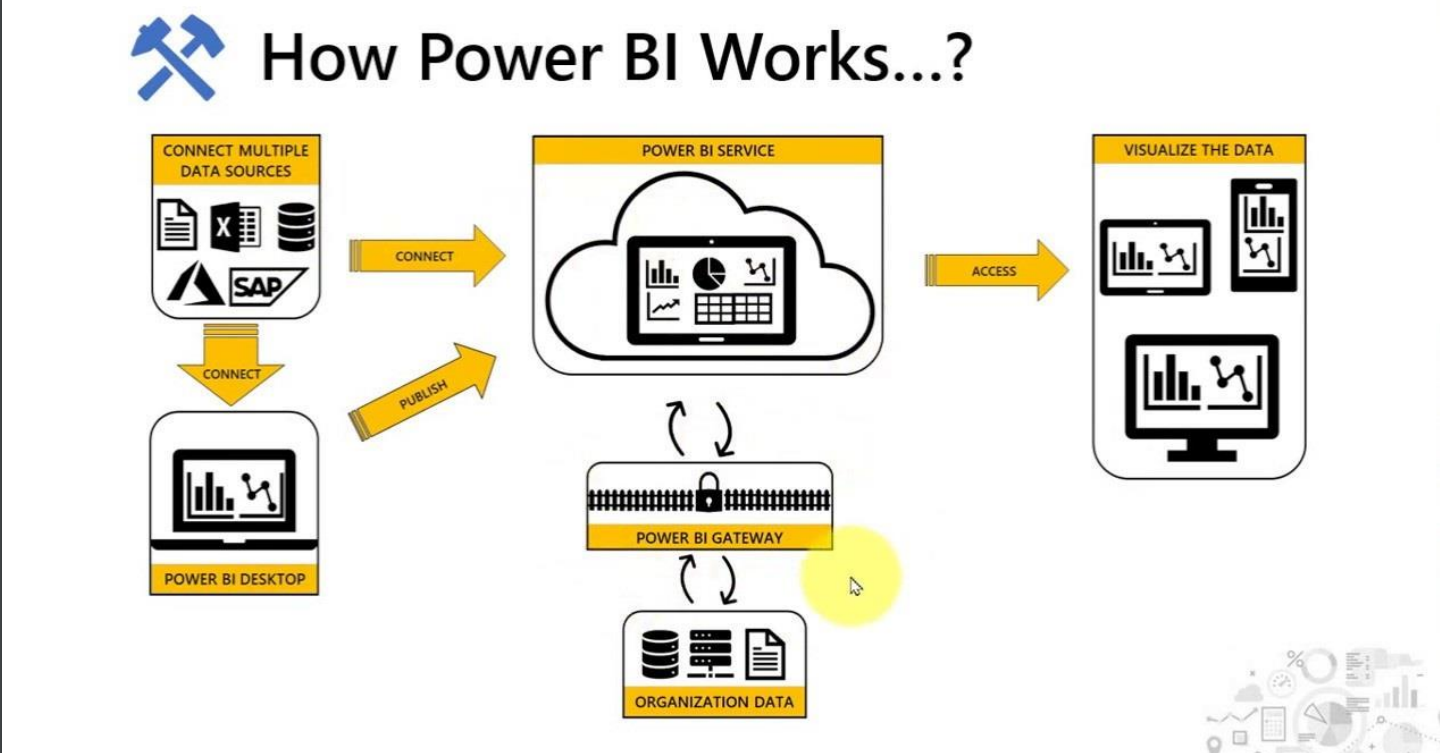 How Power BI Works...?
CONNECT MULTIPLE
DATA SOURCES
X
SAP
CONNECT
CONNECT
POWER BI DESKTOP
PUBLISH
POWER BI SERVICE
POWER BI GATEWAY
ORGANIZATION DATA
ACCESS
VISUALIZE THE DATA
%